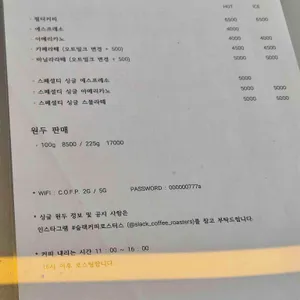 HOT ICE
· 필터커피 6500 6500
· 에스프레소 4000
· 아메리카노 4000 4000
· 카페라떼 (오트밀크 변경 + 500) 4500 4500
· 바닐라라떼 (오트밀크 변경 + 500) 5000 5000
· 스페셜티 싱글 에스프레소 5000
· 스페셜티 싱글 아메리카노 5000 5000
· 스페셜티 싱글 스플라떼 5000 5000
원두 판매
· 100g 8500 / 225g 17000
* WiFi : C.O.F.P 2G / 5G PASSWORD : 000000777a
* 싱글 원두 정보 및 공지 사항은
인스타그램 #슬랙커피로스터스 (@slack_coffee_roasters)를 참고 부탁드립니다.
* 커피 내리는 시간 11 : 00 ~ 16 : 00
16시 이후 로스팅합니다